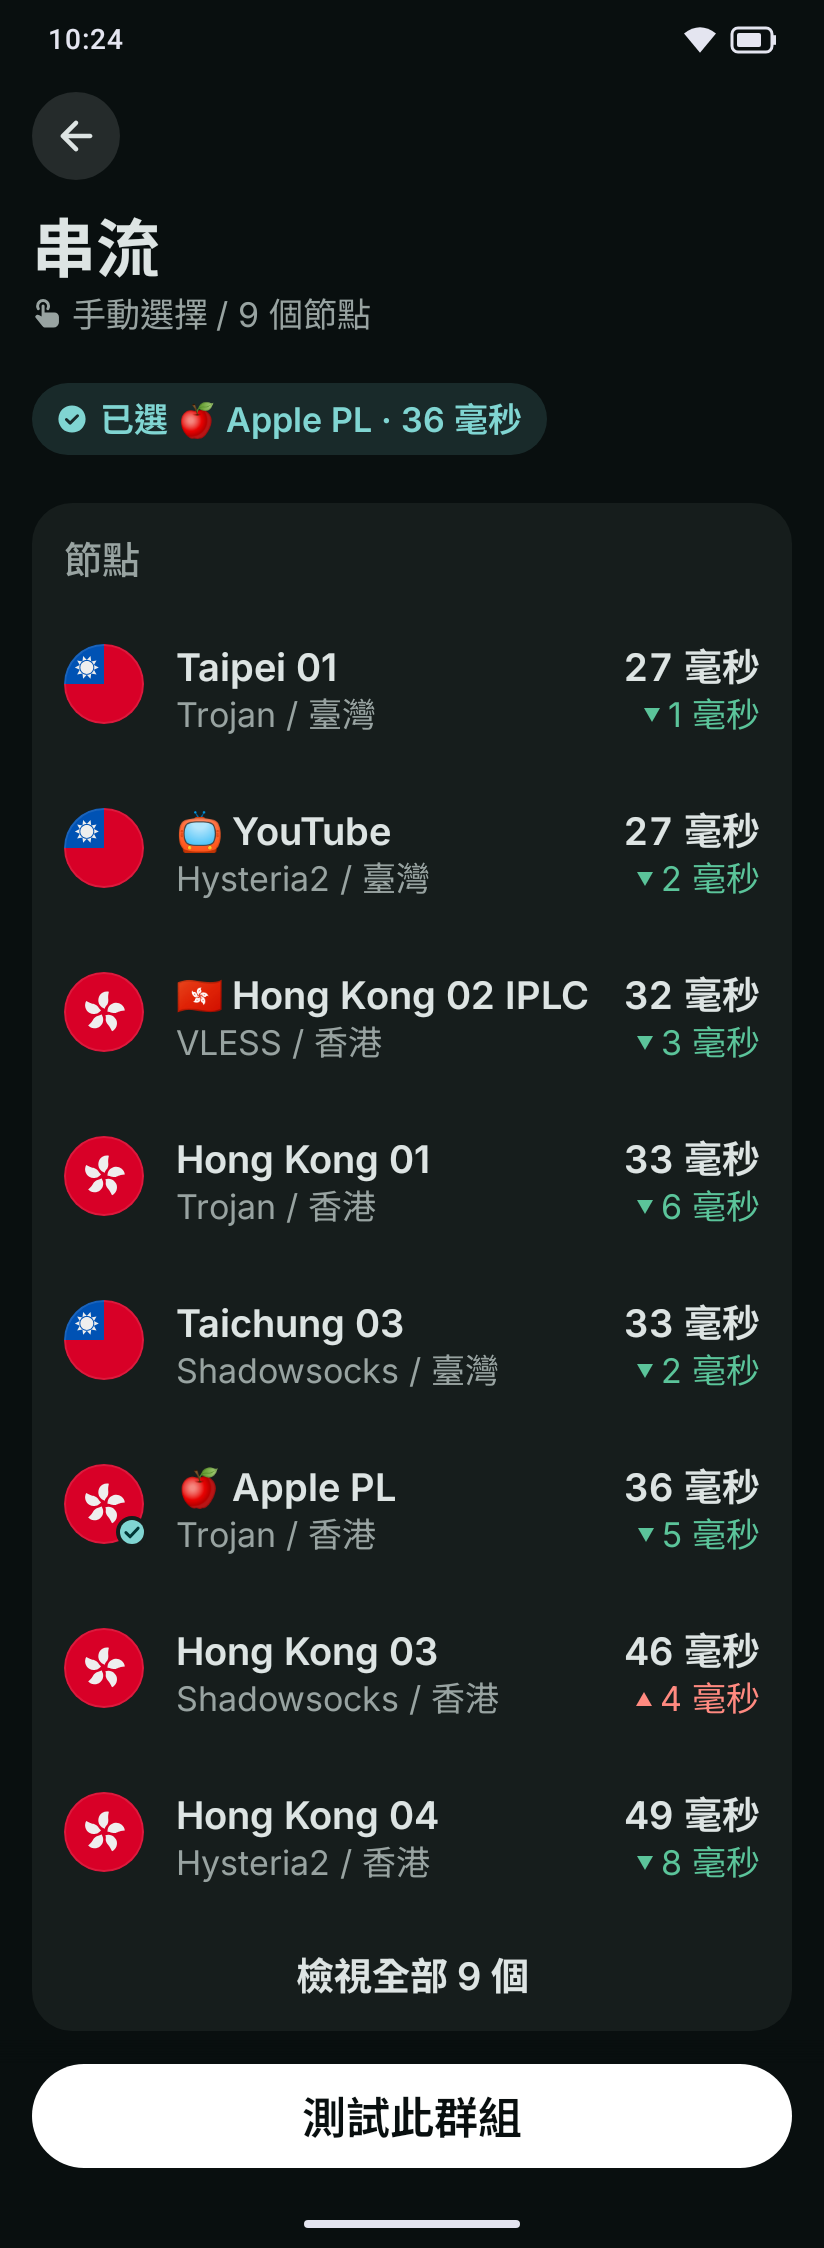 10:24
串流
手動選擇 / 9 個節點
已選 🍎 Apple PL · 36 毫秒
節點
Taipei 01
27 毫秒
Trojan / 臺灣
▼1 毫秒
📺 YouTube
27 毫秒
Hysteria2 / 臺灣
▼2 毫秒
🇭🇰 Hong Kong 02 IPLC
32 毫秒
VLESS / 香港
▼3 毫秒
Hong Kong 01
33 毫秒
Trojan / 香港
▼6 毫秒
Taichung 03
33 毫秒
Shadowsocks / 臺灣
▼2 毫秒
🍎 Apple PL
36 毫秒
Trojan / 香港
▼5 毫秒
Hong Kong 03
46 毫秒
Shadowsocks / 香港
▲4 毫秒
Hong Kong 04
49 毫秒
Hysteria2 / 香港
▼8 毫秒
檢視全部 9 個
測試此群組